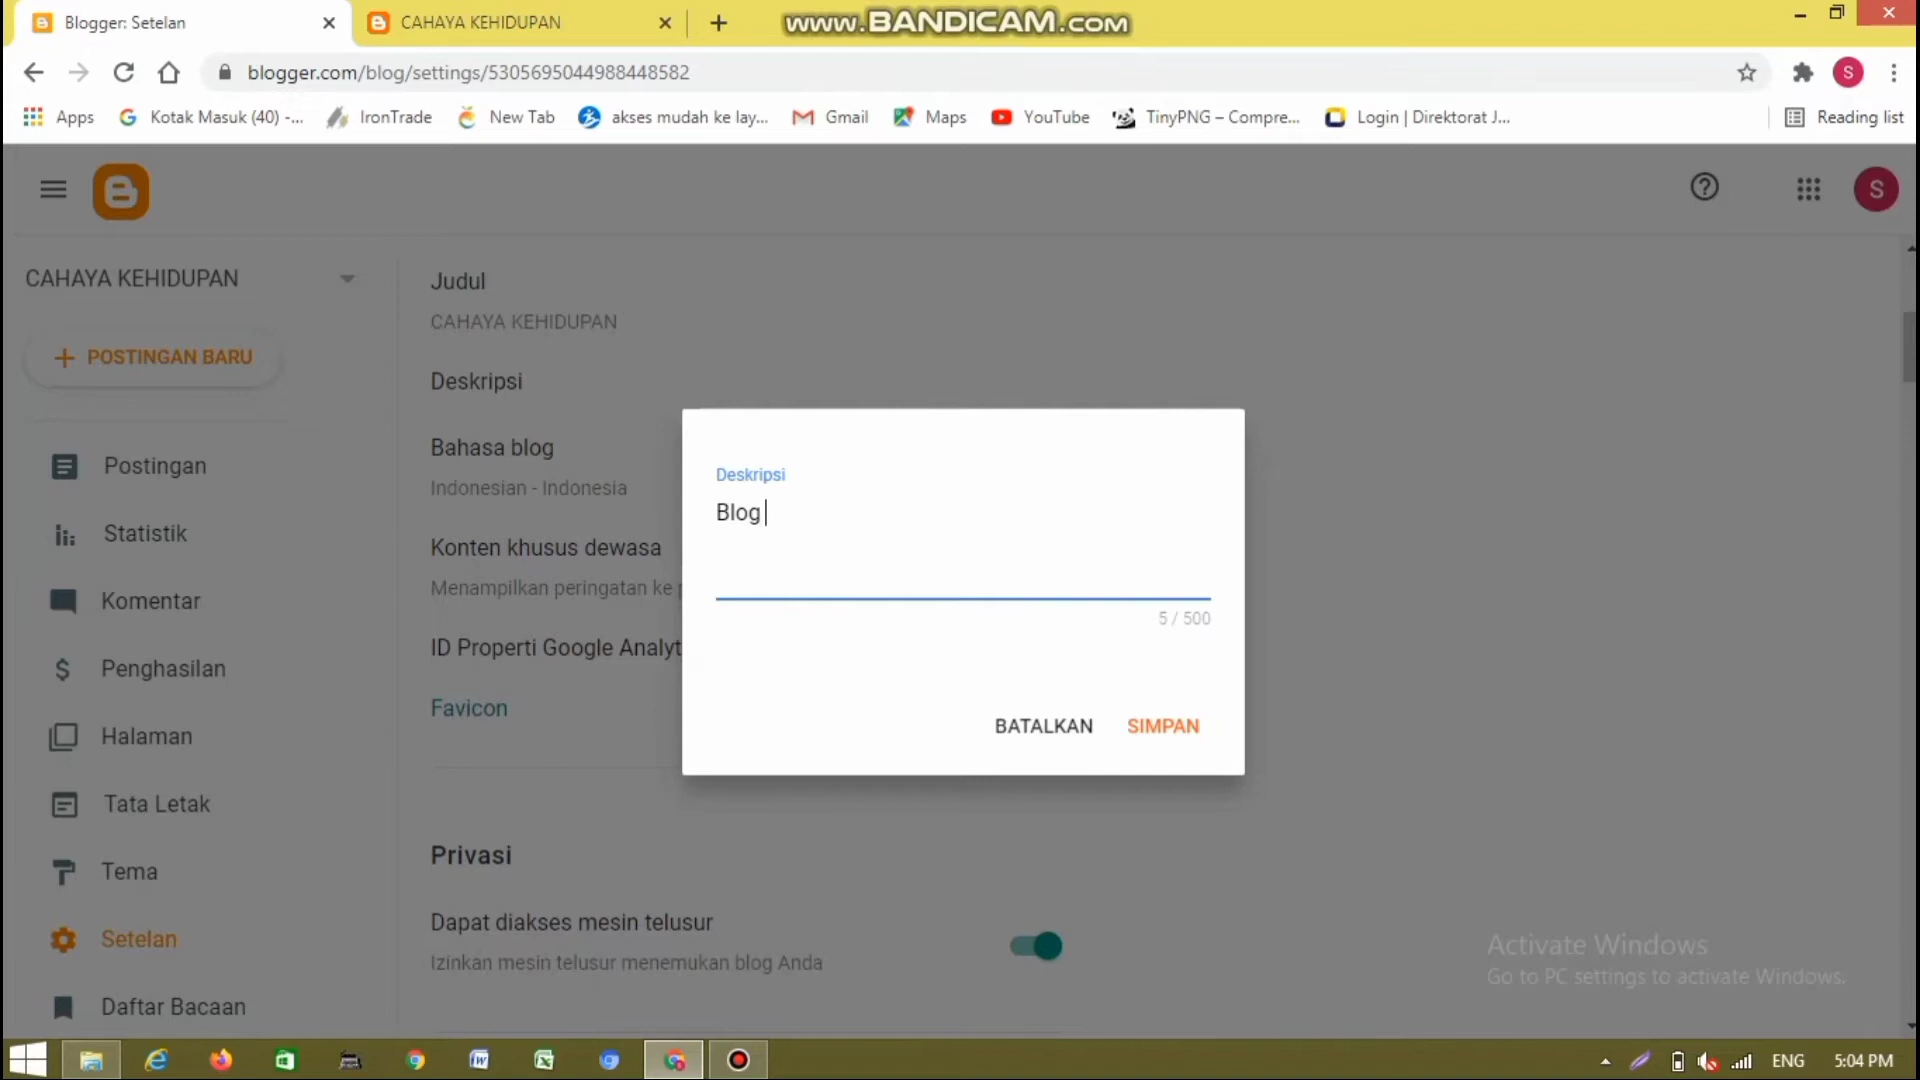 Blogger: Setelan
CAHAYA KEHIDUPAN
www.BANDICAM.com
blogger.com/blog/settings/5305695044988448582
S
Apps
Kotak Masuk (40) -...
IronTrade
New Tab
akses mudah ke lay...
Gmail
Maps
YouTube
TinyPNG – Compre...
Login | Direktorat J...
Reading list
S
CAHAYA KEHIDUPAN
POSTINGAN BARU
Postingan
Statistik
Komentar
Penghasilan
Halaman
Tata Letak
Tema
Setelan
Daftar Bacaan
Judul
CAHAYA KEHIDUPAN
Deskripsi
Bahasa blog
Indonesian - Indonesia
Konten khusus dewasa
Menampilkan peringatan ke
ID Properti Google Analyt
Favicon
Privasi
Dapat diakses mesin telusur
Izinkan mesin telusur menemukan blog Anda
Deskripsi
Blog
5 / 500
BATALKAN
SIMPAN
Activate Windows
Go to PC settings to activate Windows.
ENG
5:04 PM